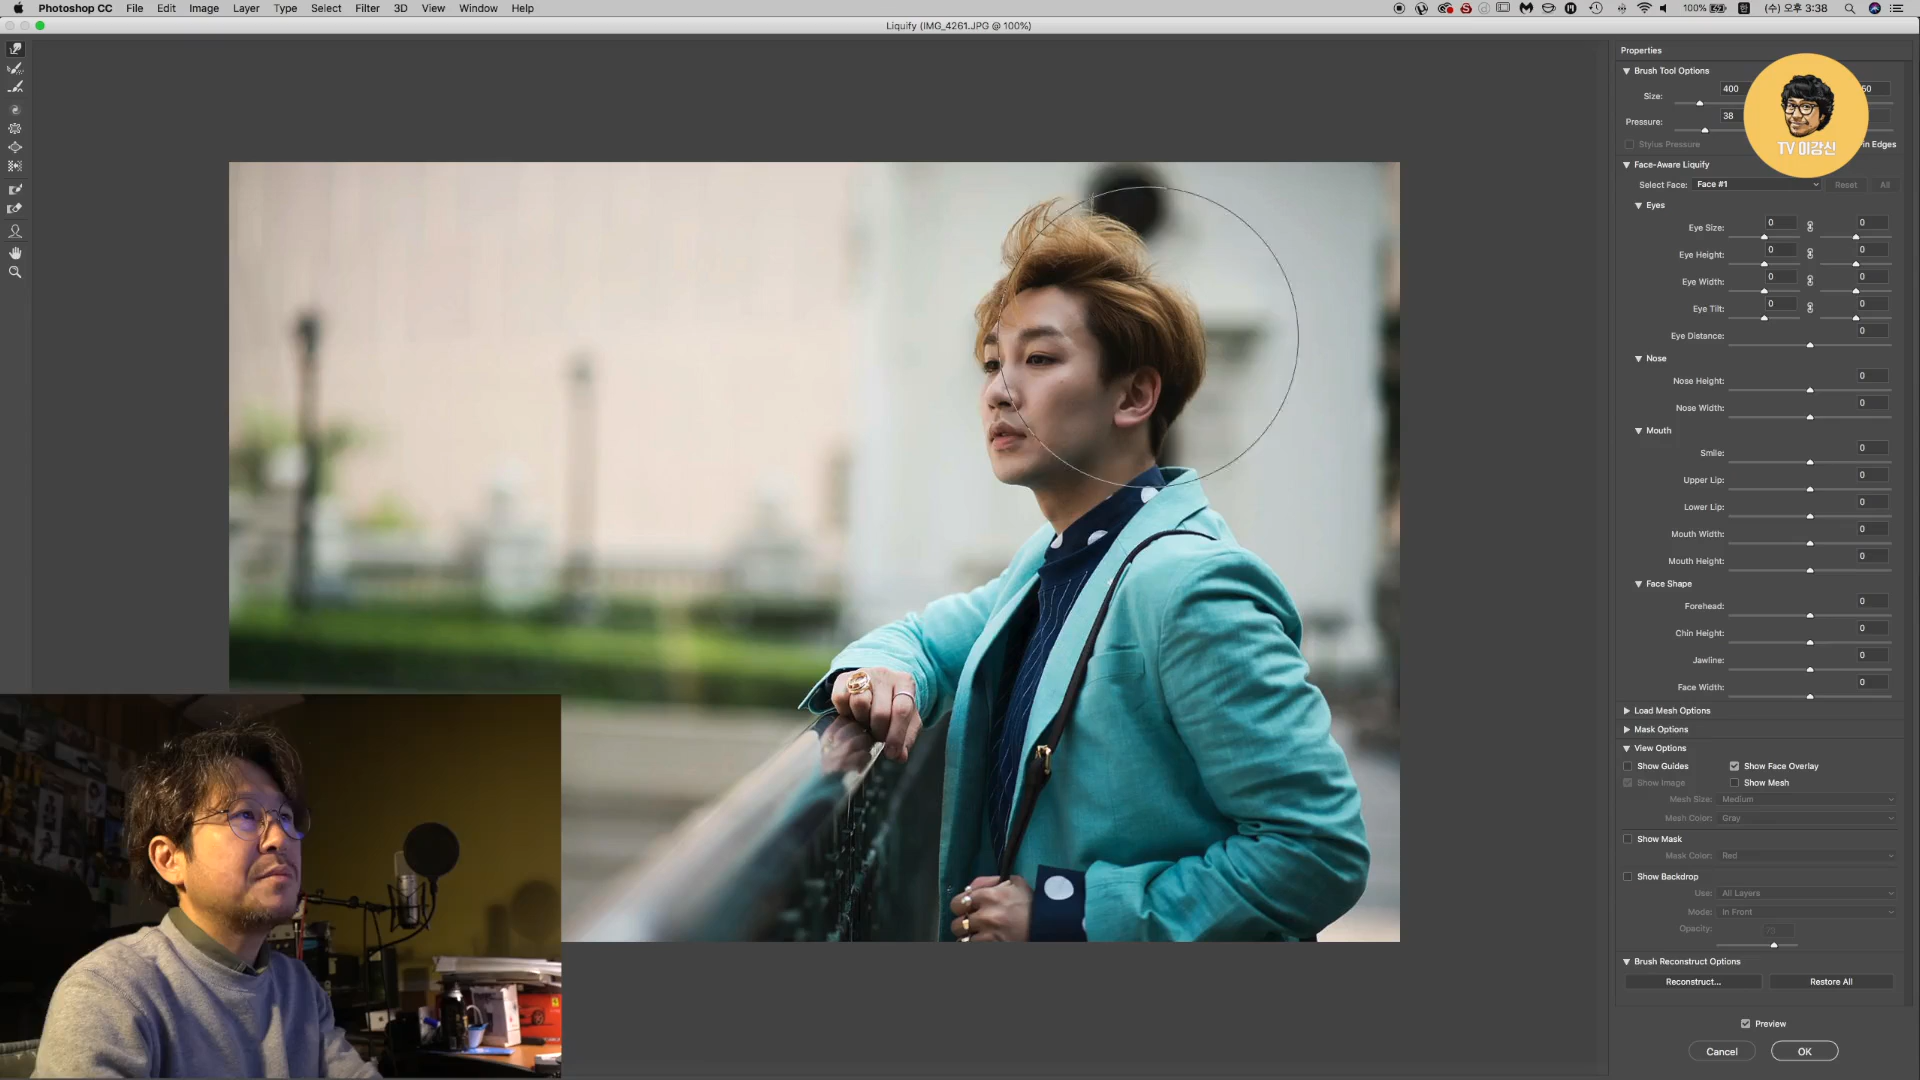 Photoshop CC File Edit Image Layer Type Select Filter 3D View Window Help 100% (수) 오후 3:38
Liquify (IMG_4261.JPG @ 100%)
Properties
Brush Tool Options
Size: 400
Pressure: 38
Stylus Pressure
TV 이강신
Face-Aware Liquify
Select Face: Face #1 Reset All
Eyes
Eye Size: 0 0
Eye Height: 0 0
Eye Width: 0 0
Eye Tilt: 0 0
Eye Distance: 0
Nose
Nose Height: 0
Nose Width: 0
Mouth
Smile: 0
Upper Lip: 0
Lower Lip: 0
Mouth Width: 0
Mouth Height: 0
Face Shape
Forehead: 0
Chin Height: 0
Jawline: 0
Face Width: 0
Load Mesh Options
Mask Options
View Options
Show Guides Show Face Overlay
Show Image Show Mesh
Mesh Size: Medium
Mesh Color: Gray
Show Mask
Mask Color: Red
Show Backdrop
Use: All Layers
Mode: In Front
Opacity:
Brush Reconstruct Options
Reconstruct... Restore All
Preview
Cancel OK